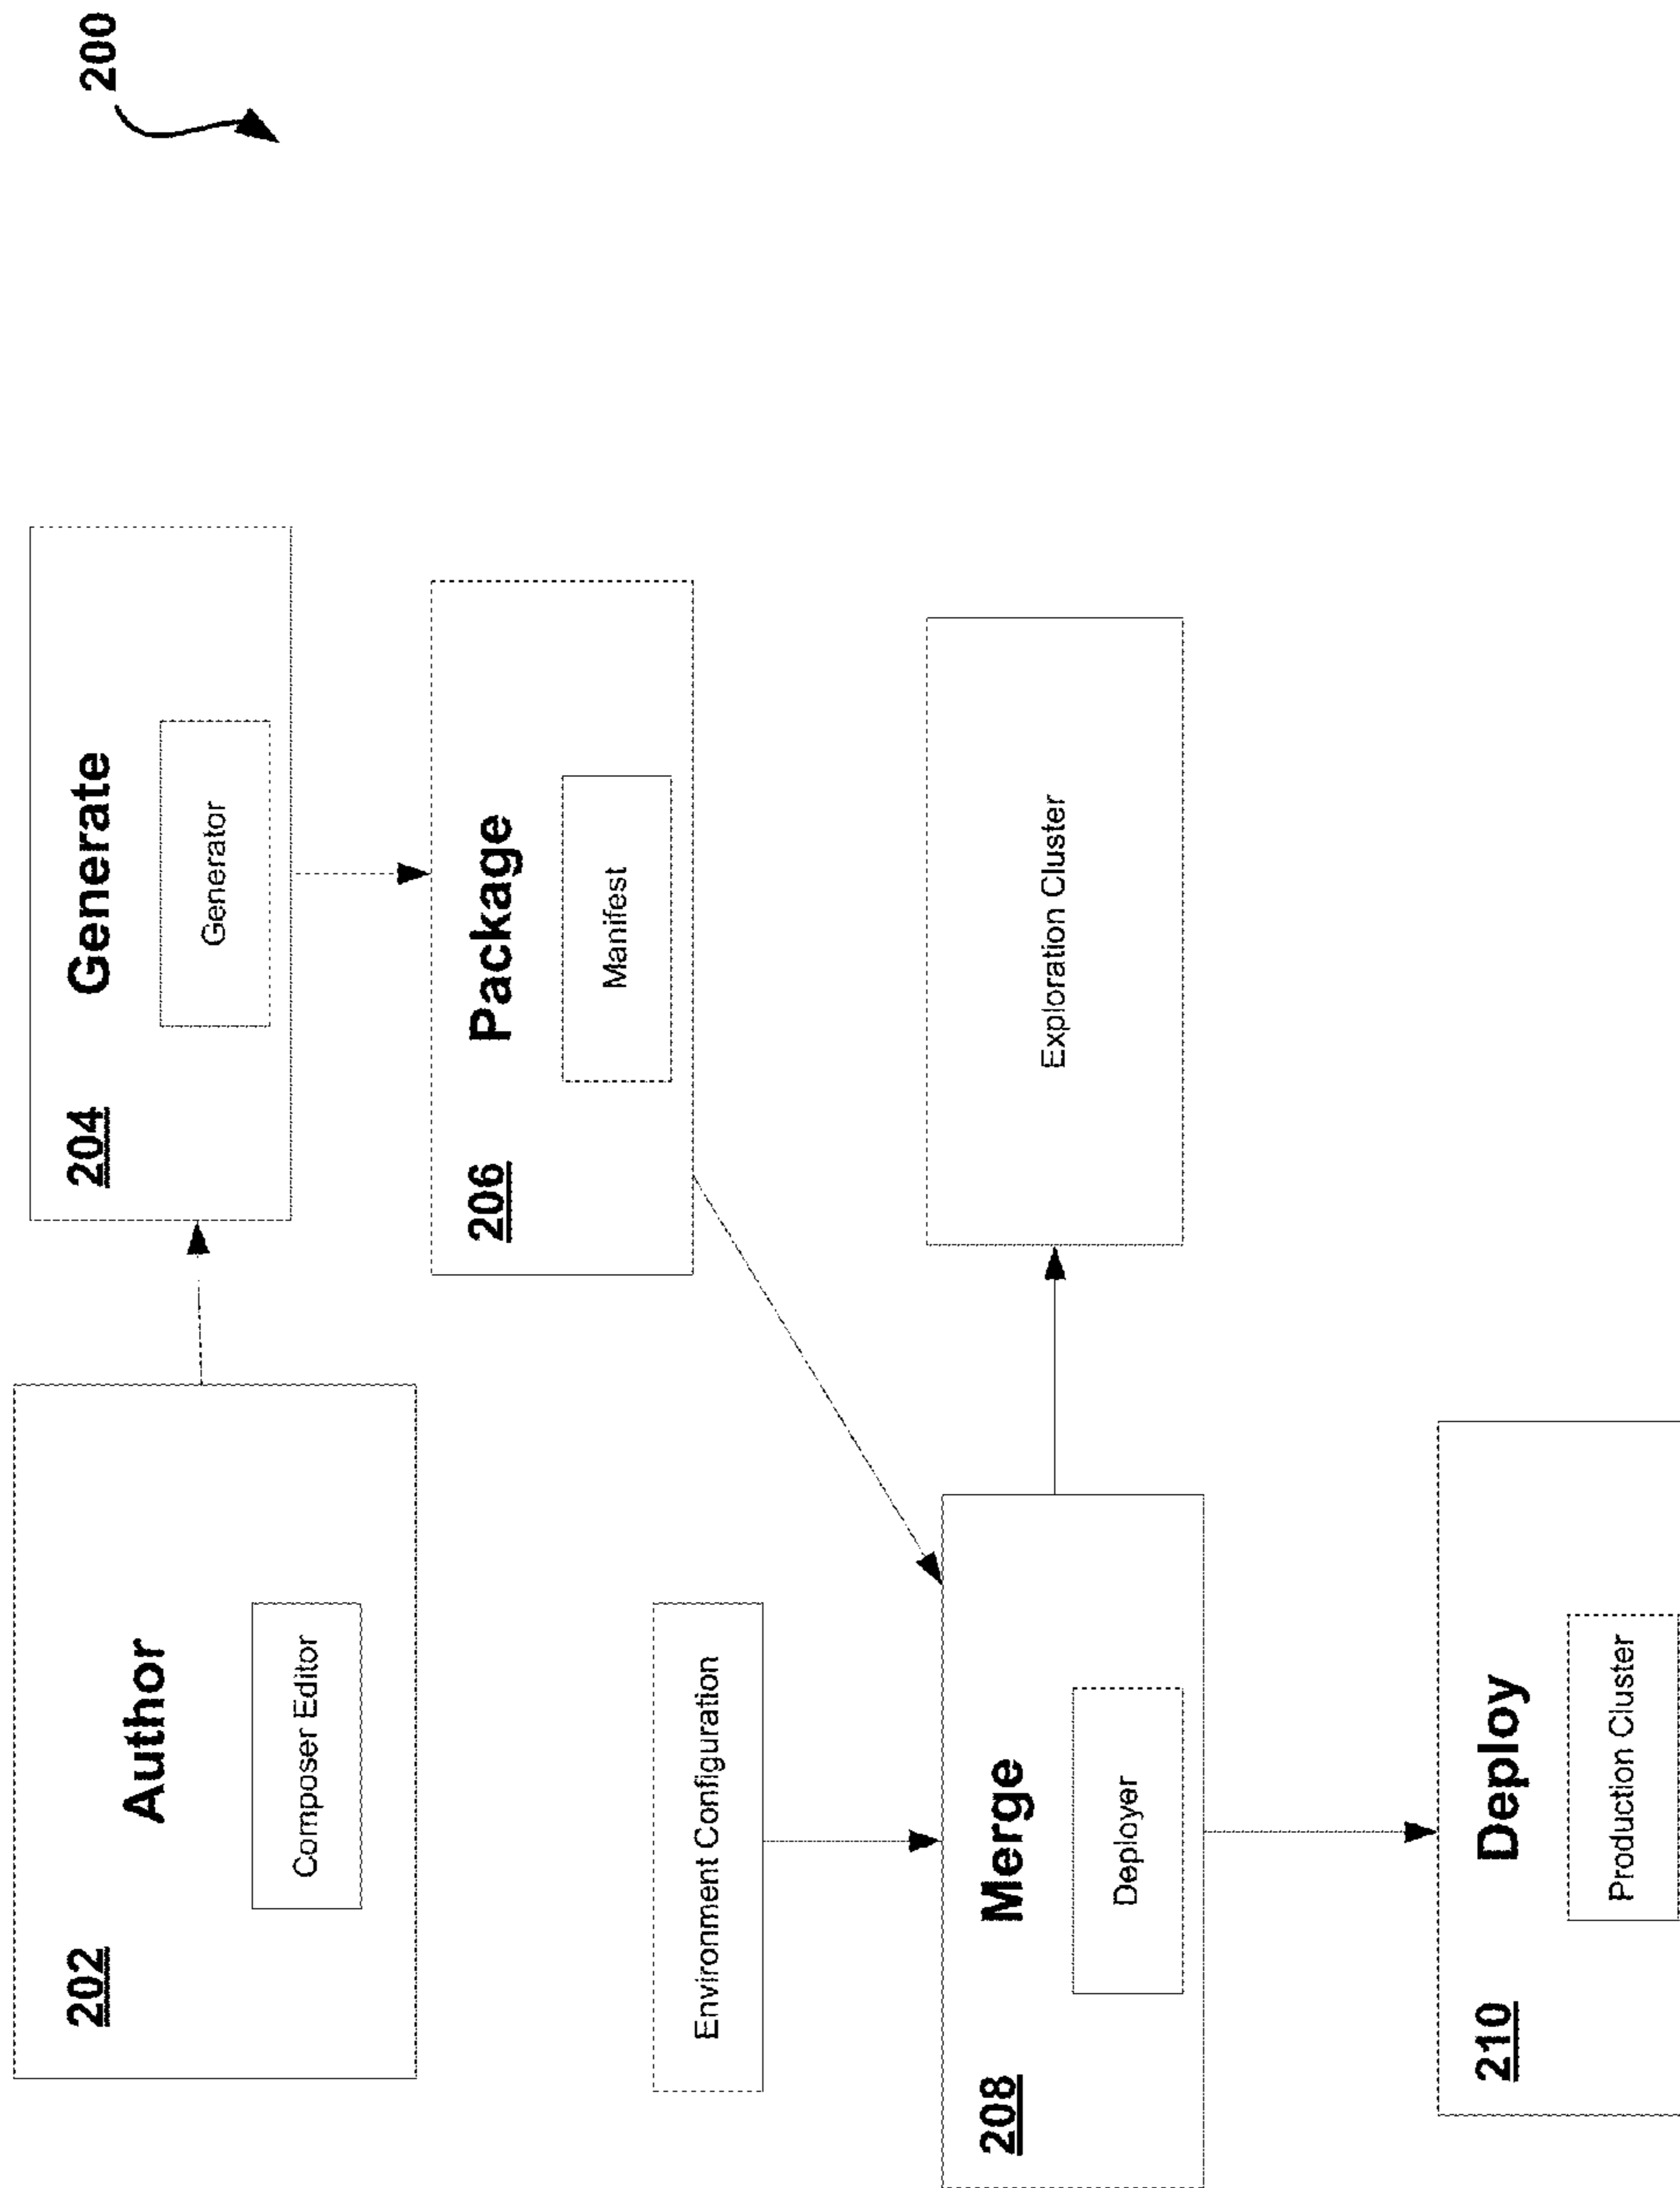 200
202
Author
Composer Editor
204 Generate
Generator
206 Package
Manifest
Environment Configuration
208 Merge
Deployer
Exploration Cluster
210 Deploy
Production Cluster